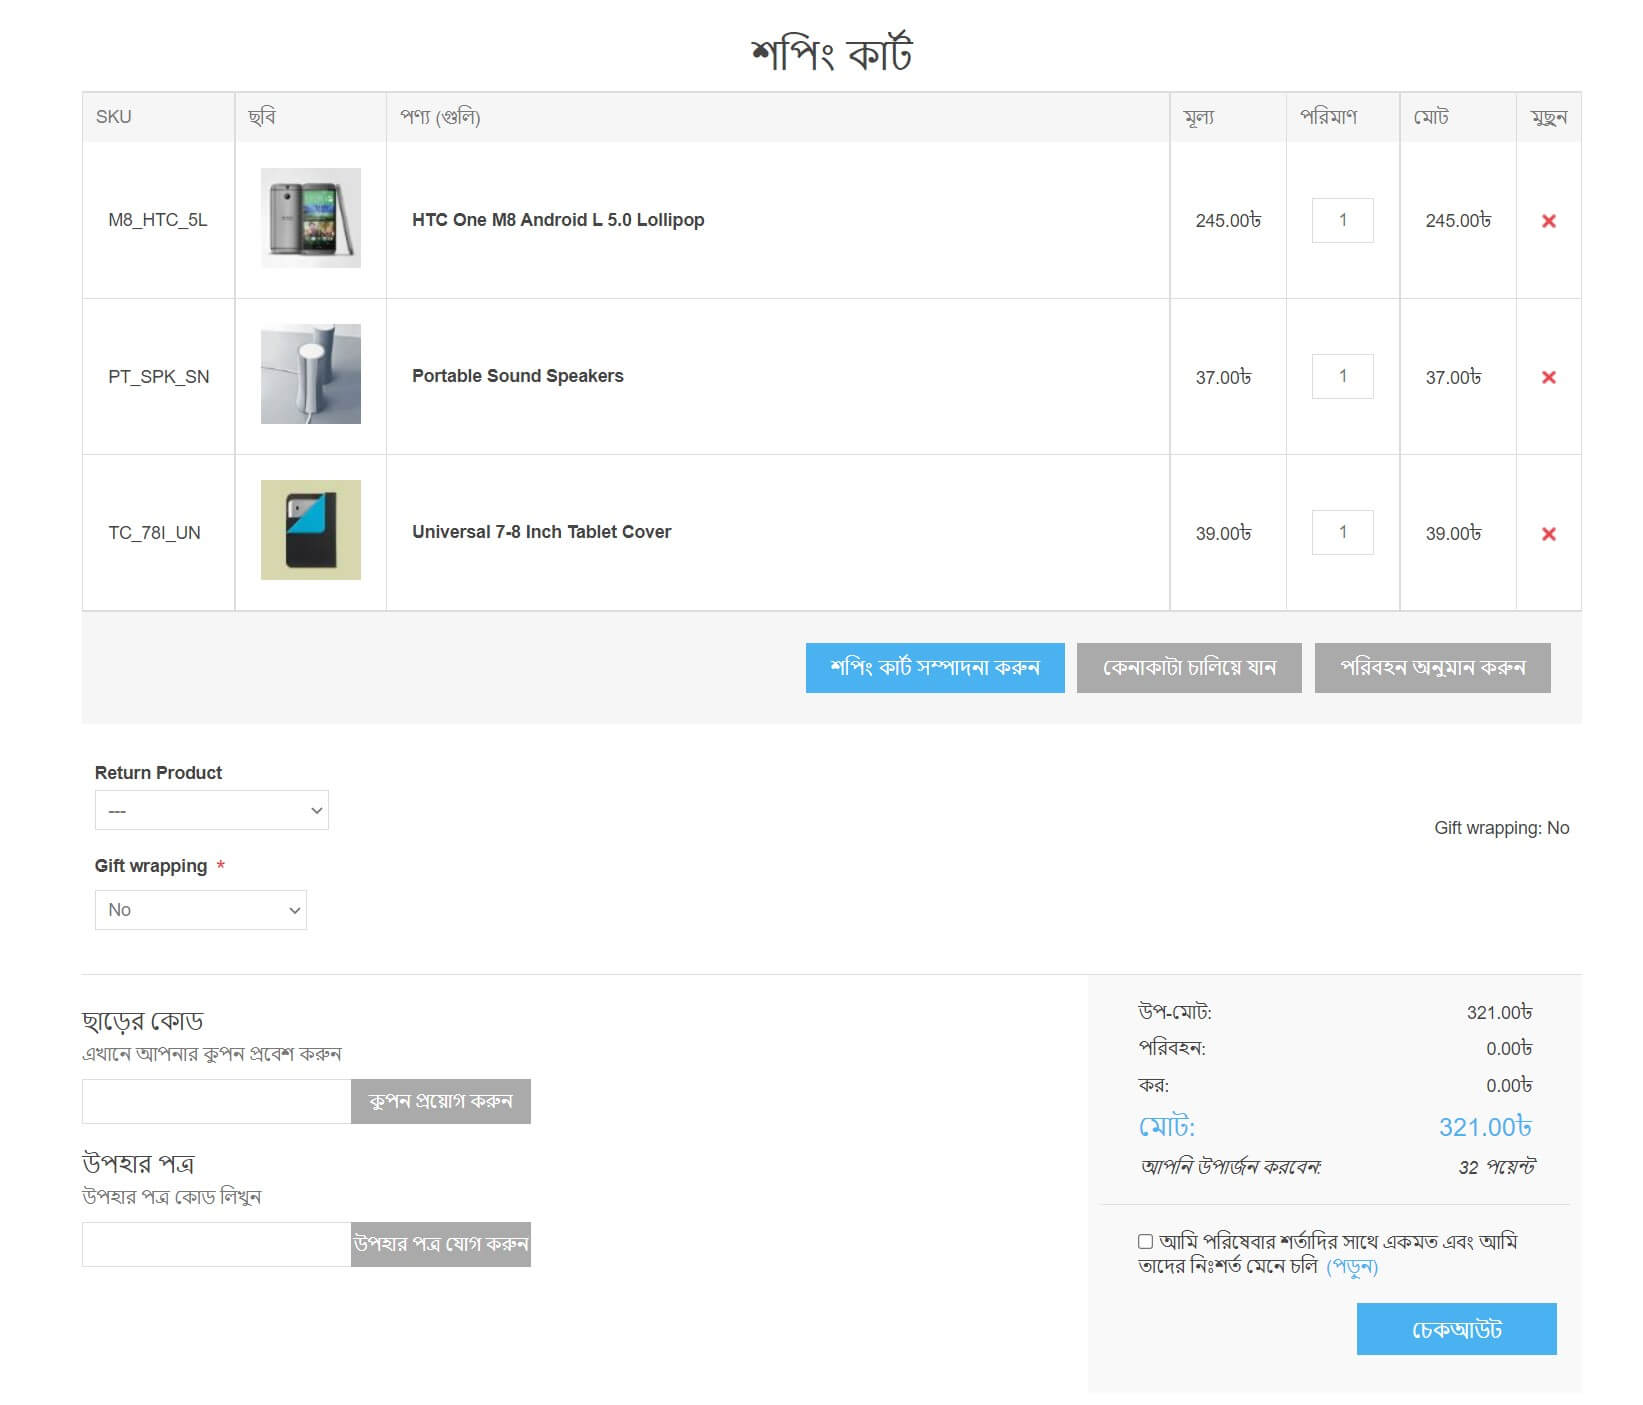 শপিং কার্ট
SKU ছবি পণ্য (গুলি) মূল্য পরিমাণ মোট মুছুন
M8_HTC_5L HTC One M8 Android L 5.0 Lollipop 245.00৳ 1 245.00৳
PT_SPK_SN Portable Sound Speakers 37.00৳ 1 37.00৳
TC_78I_UN Universal 7-8 Inch Tablet Cover 39.00৳ 1 39.00৳
শপিং কার্ট সম্পাদনা করুন কেনাকাটা চালিয়ে যান পরিবহন অনুমান করুন
Return Product
---
Gift wrapping: No
Gift wrapping *
No
ছাড়ের কোড
এখানে আপনার কুপন প্রবেশ করুন
কুপন প্রয়োগ করুন
উপহার পত্র
উপহার পত্র কোড লিখুন
উপহার পত্র যোগ করুন
উপ-মোট: 321.00৳
পরিবহন: 0.00৳
কর: 0.00৳
মোট: 321.00৳
আপনি উপার্জন করবেন: 32 পয়েন্ট
আমি পরিষেবার শর্তাদির সাথে একমত এবং আমি
তাদের নিঃশর্ত মেনে চলি (পড়ুন)
চেকআউট